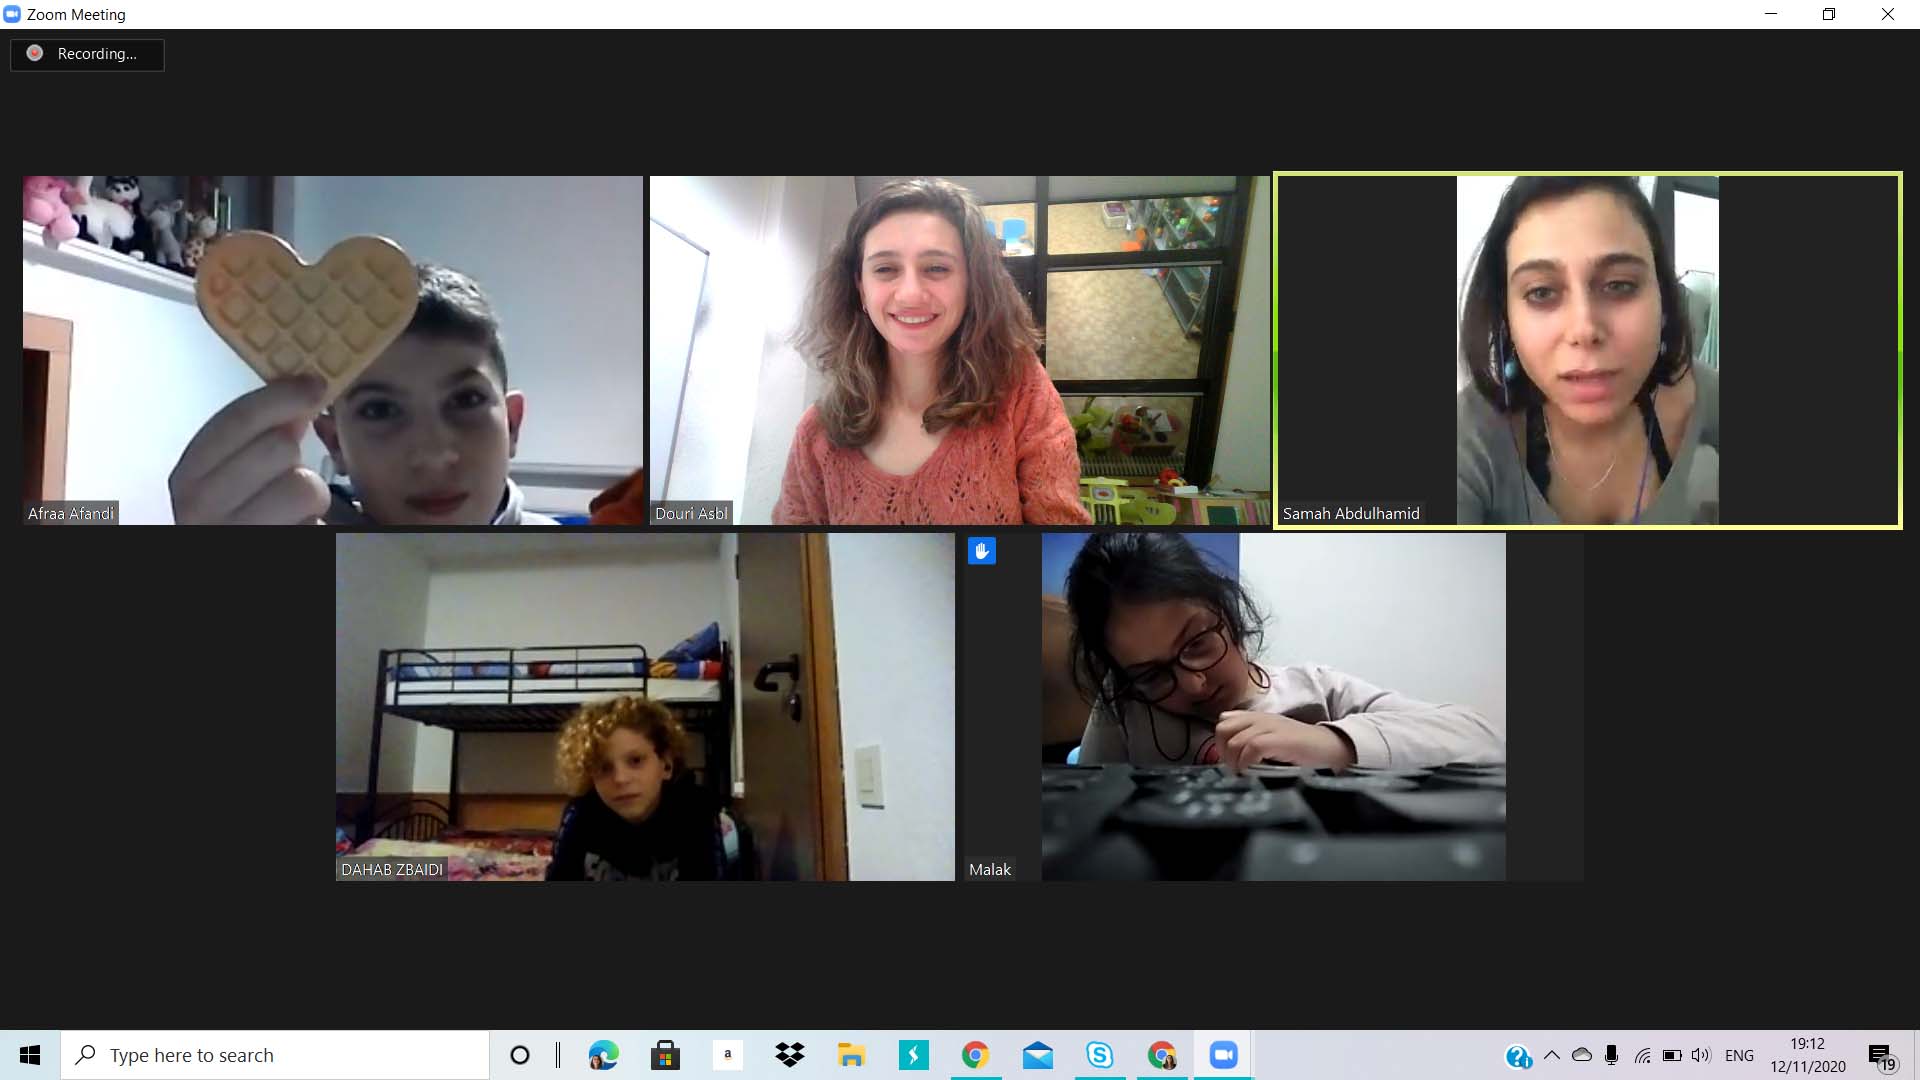 Zoom Meeting
Recording...
Afraa Afandi
Douri Asbl
Samah Abdulhamid
DAHAB ZBAIDI
Malak
Type here to search
a
ENG
19:12
12/11/2020
19